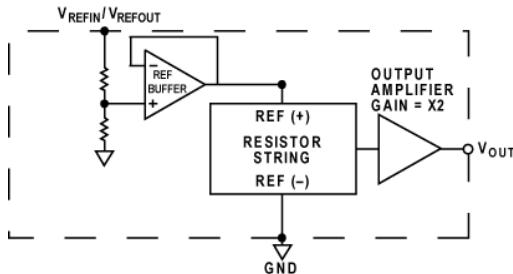 VREFIN/VREFOUT
REF
BUFFER
−
+
OUTPUT
AMPLIFIER
GAIN = X2
REF (+)
RESISTOR
STRING
REF (−)
VOUT
GND